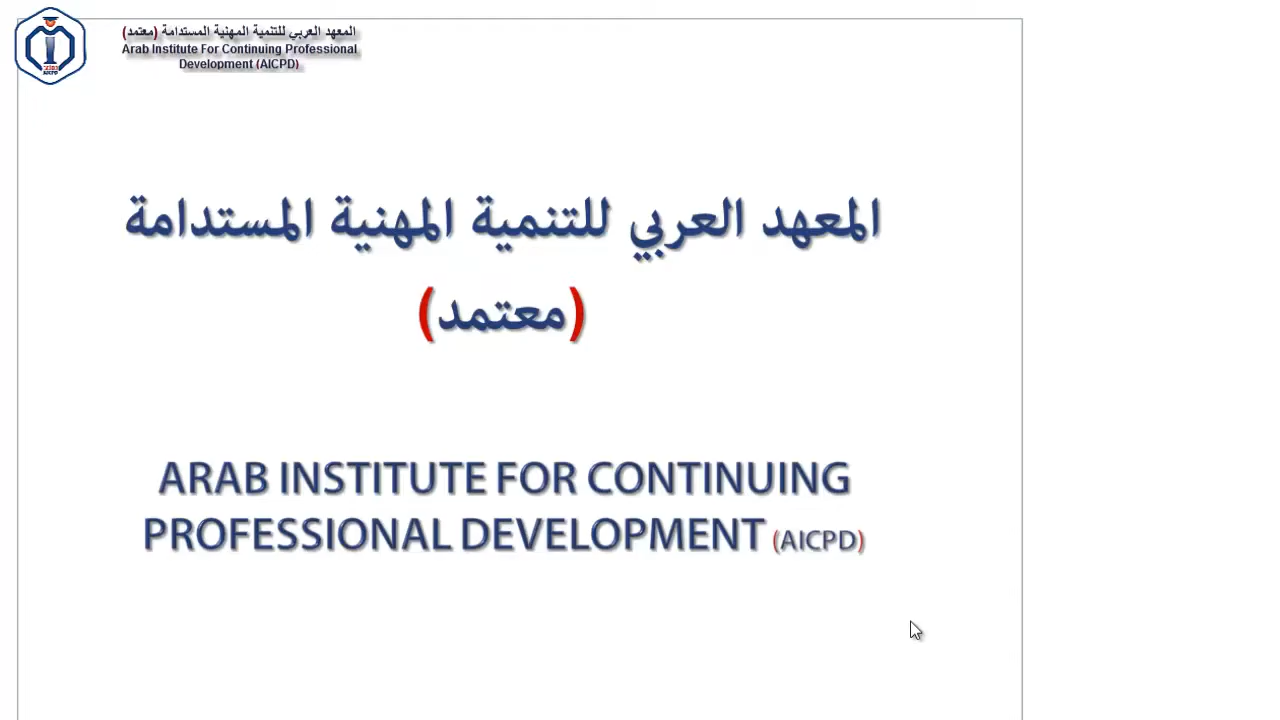 المعهد العربي للتنمية المهنية المستدامة (معتمد)
Arab Institute For Continuing Professional
Development (AICPD)
AICPD
المعهد العربي للتنمية المهنية المستدامة
(معتمد)
ARAB INSTITUTE FOR CONTINUING
PROFESSIONAL DEVELOPMENT (AICPD)